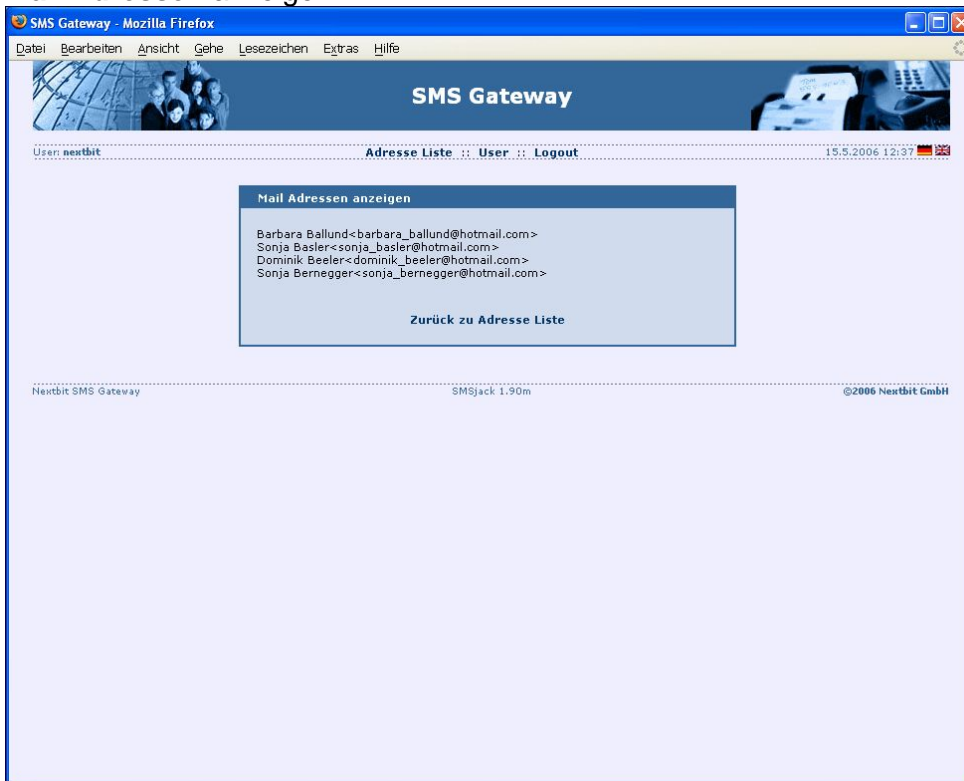 SMS Gateway - Mozilla Firefox
Datei Bearbeiten Ansicht Gehe Lesezeichen Extras Hilfe
SMS Gateway
User: nextbit Adresse Liste :: User :: Logout 15.5.2006 12:37
Mail Adressen anzeigen
Barbara Ballund<barbara_ballund@hotmail.com>
Sonja Basler<sonja_basler@hotmail.com>
Dominik Beeler<dominik_beeler@hotmail.com>
Sonja Bernegger<sonja_bernegger@hotmail.com>
Zurück zu Adresse Liste
Nextbit SMS Gateway SMSjack 1.90m ©2006 Nextbit GmbH